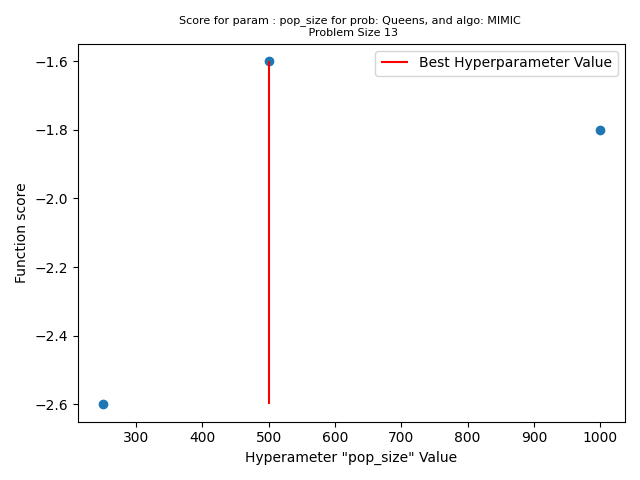 Score for param : pop_size for prob: Queens, and algo: MIMIC
Problem Size 13
Best Hyperparameter Value
−1.6
−1.8
−2.0
−2.2
−2.4
−2.6
Function score
300 400 500 600 700 800 900 1000
Hyperameter "pop_size" Value